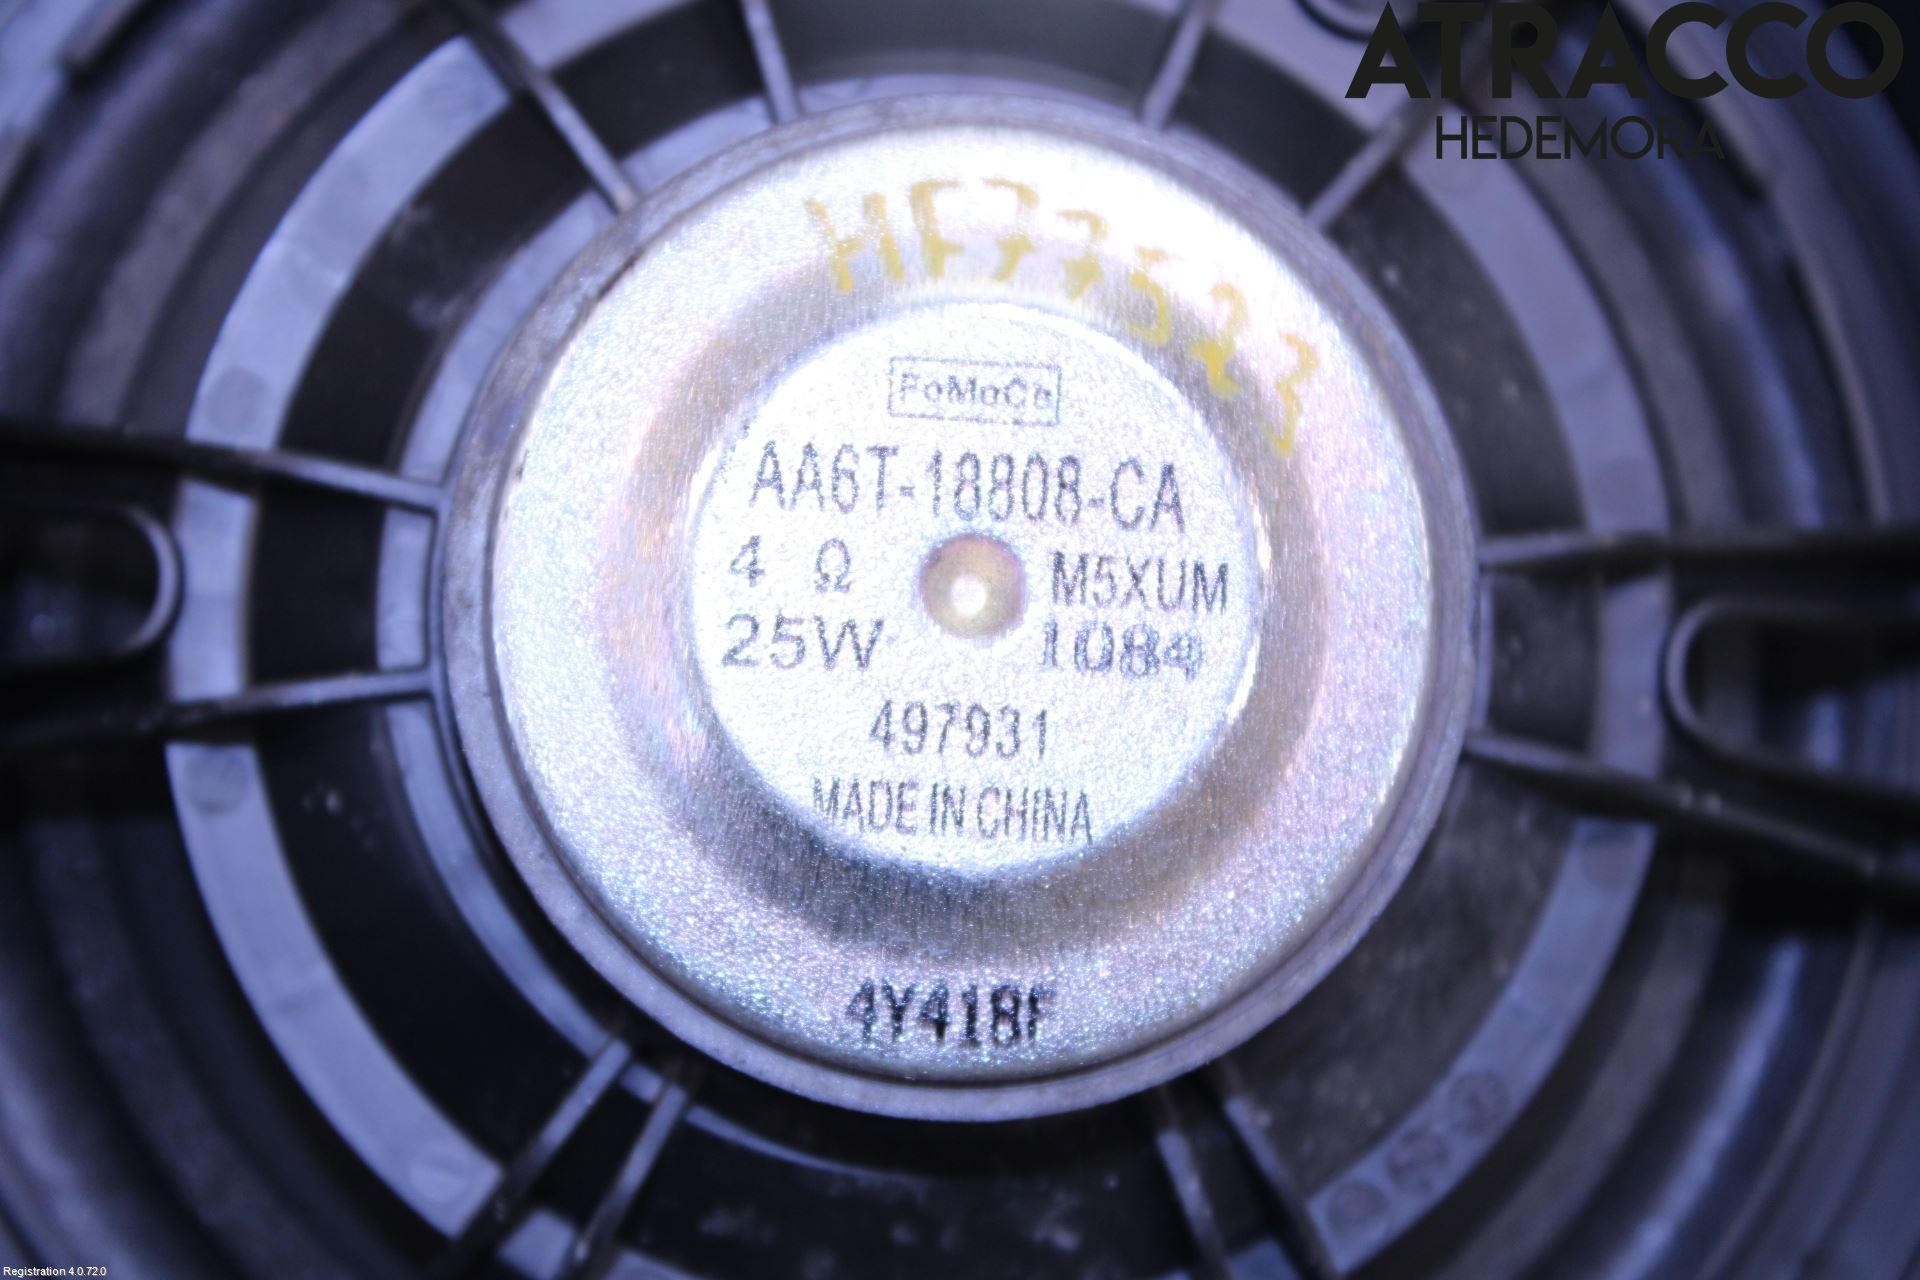 ATRACCO
HEDEMORA
HF77523
FoMoCo
AA6T-18808-CA
4 Ω M5XUM
25W 1084
497931
MADE IN CHINA
4Y418F
Registration 4.0.72.0